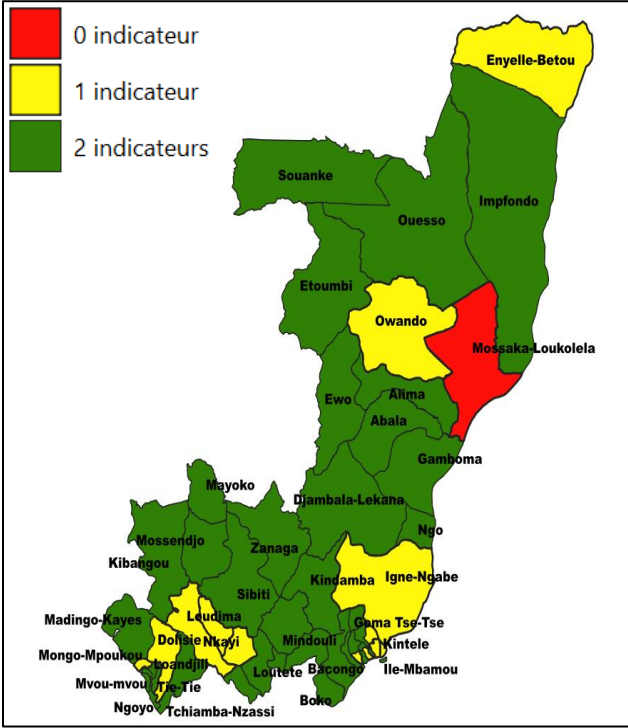 0 indicateur
1 indicateur
2 indicateurs
Enyelle-Betou
Souanke
Impfondo
Ouesso
Etoumbi
Owando
Mossaka-Loukolela
Ewo
Alima
Abala
Gamboma
Mayoko
Djambala-Lekana
Ngo
Mossendjo
Zanaga
Kibangou
Kindamba
Igne-Ngabe
Sibiti
Madingo-Kayes
Loudima
Goma Tse-Tse
Dolisie
Nkayi
Mindouli
Kintele
Mongo-Mpoukou
Loandjili
Loutete
Bacongo
Ile-Mbamou
Mvou-mvou
Tie-Tie
Boko
Ngoyo
Tchiamba-Nzassi